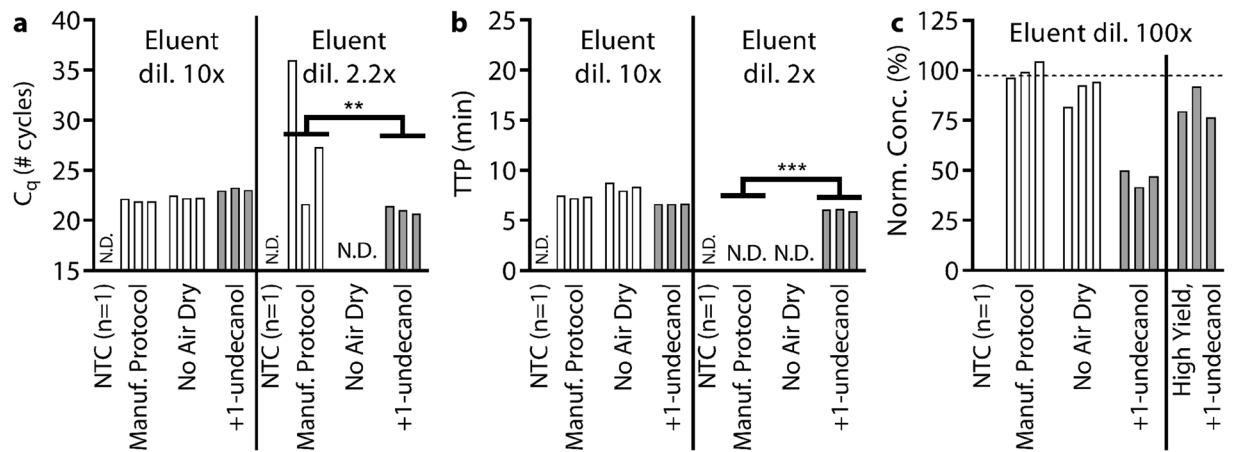 a
Cq (# cycles)
40
35
30
25
20
15
Eluent
dil. 10x
Eluent
dil. 2.2x
**
N.D.
N.D.
N.D.
NTC (n=1)
Manuf. Protocol
No Air Dry
+1-undecanol
NTC (n=1)
Manuf. Protocol
No Air Dry
+1-undecanol
b
TTP (min)
25
20
15
10
5
0
Eluent
dil. 10x
Eluent
dil. 2x
***
N.D.
N.D.
N.D.
N.D.
NTC (n=1)
Manuf. Protocol
No Air Dry
+1-undecanol
NTC (n=1)
Manuf. Protocol
No Air Dry
+1-undecanol
c
Norm. Conc. (%)
125
100
75
50
25
0
Eluent dil. 100x
NTC (n=1)
Manuf. Protocol
No Air Dry
+1-undecanol
High Yield,
+1-undecanol